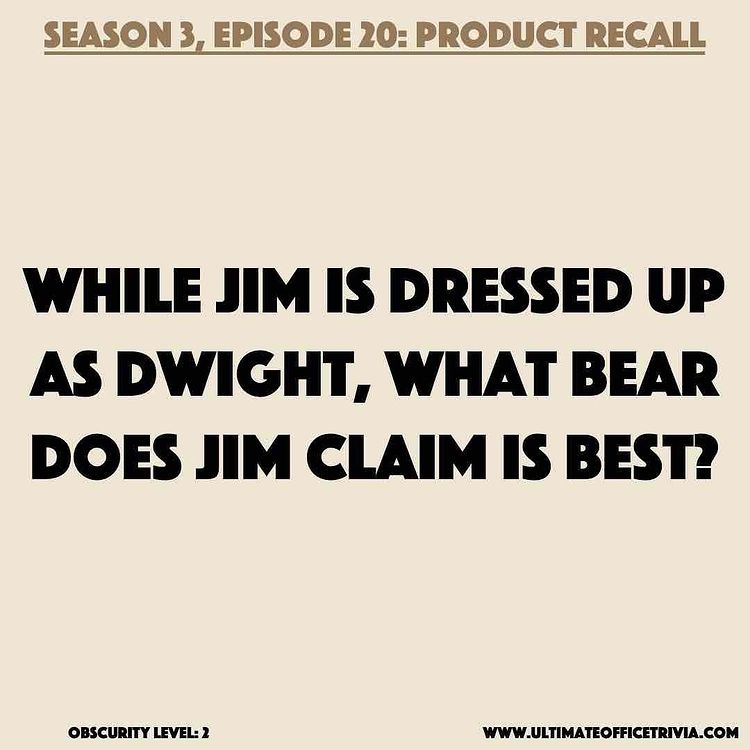 SEASON 3, EPISODE 20: PRODUCT RECALL
WHILE JIM IS DRESSED UP
AS DWIGHT, WHAT BEAR
DOES JIM CLAIM IS BEST?
OBSCURITY LEVEL: 2
WWW.ULTIMATEOFFICETRIVIA.COM